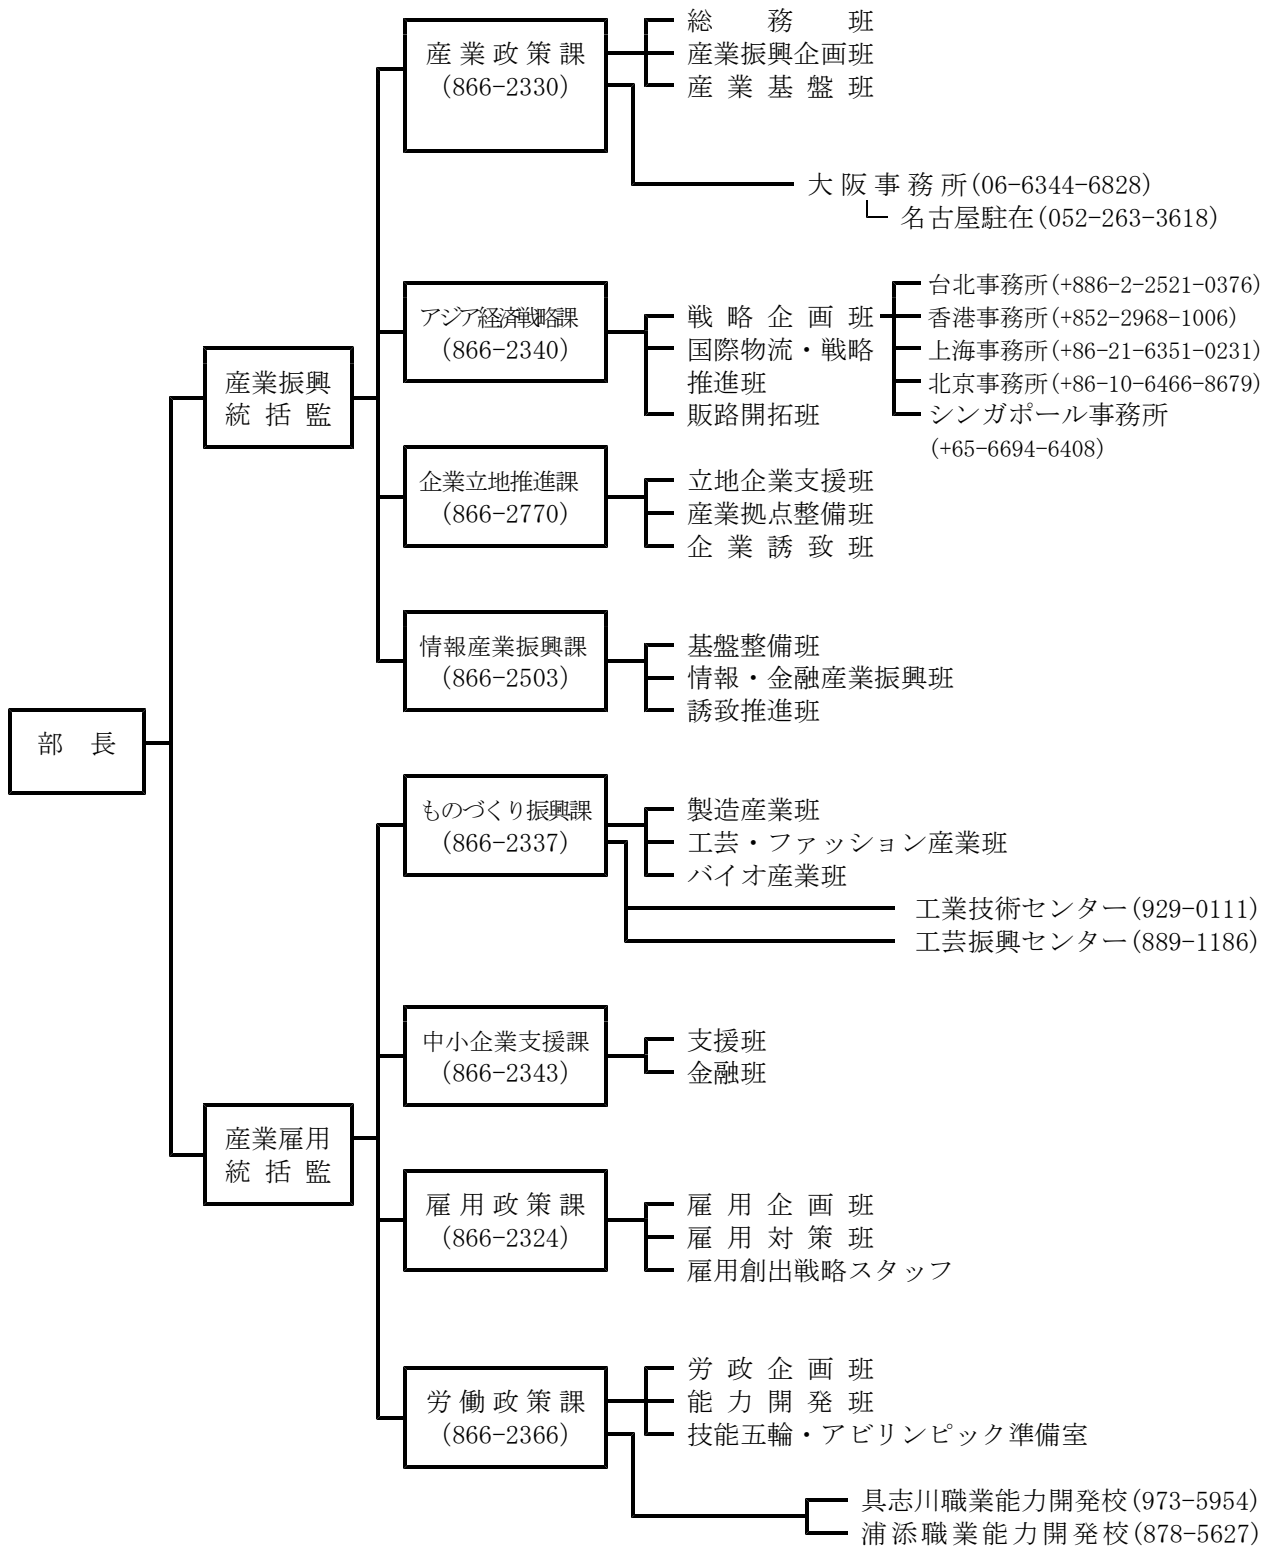 部 長
産業振興
統 括 監
産 業 政 策 課
(866-2330)
総 務 班
産業振興企画班
産 業 基 盤 班
大 阪 事 務 所(06-6344-6828)
名古屋駐在(052-263-3618)
アジア経済戦略課
(866-2340)
戦 略 企 画 班
国際物流・戦略
推進班
販路開拓班
台北事務所(+886-2-2521-0376)
香港事務所(+852-2968-1006)
上海事務所(+86-21-6351-0231)
北京事務所(+86-10-6466-8679)
シンガポール事務所
(+65-6694-6408)
企業立地推進課
(866-2770)
立地企業支援班
産業拠点整備班
企 業 誘 致 班
情報産業振興課
(866-2503)
基盤整備班
情報・金融産業振興班
誘致推進班
産業雇用
統 括 監
ものづくり振興課
(866-2337)
製造産業班
工芸・ファッション産業班
バイオ産業班
工業技術センター(929-0111)
工芸振興センター(889-1186)
中小企業支援課
(866-2343)
支援班
金融班
雇 用 政 策 課
(866-2324)
雇 用 企 画 班
雇 用 対 策 班
雇用創出戦略スタッフ
労 働 政 策 課
(866-2366)
労 政 企 画 班
能 力 開 発 班
技能五輪・アビリンピック準備室
具志川職業能力開発校(973-5954)
浦添職業能力開発校(878-5627)